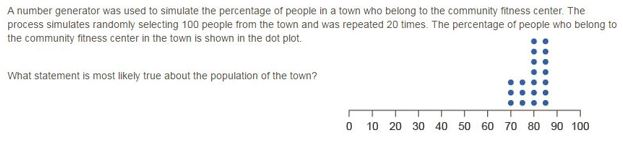 A number generator was used to simulate the percentage of people in a town who belong to the community fitness center. The
process simulates randomly selecting 100 people from the town and was repeated 20 times. The percentage of people who belong to
the community fitness center in the town is shown in the dot plot.
What statement is most likely true about the population of the town?
0 10 20 30 40 50 60 70 80 90 100